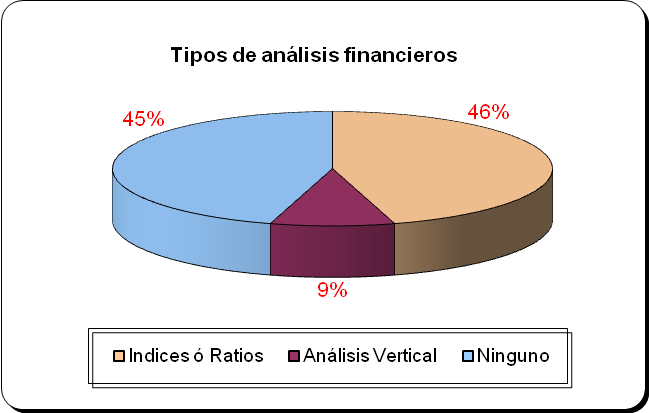 Tipos de análisis financieros
45%
46%
9%
Indices ó Ratios
Análisis Vertical
Ninguno